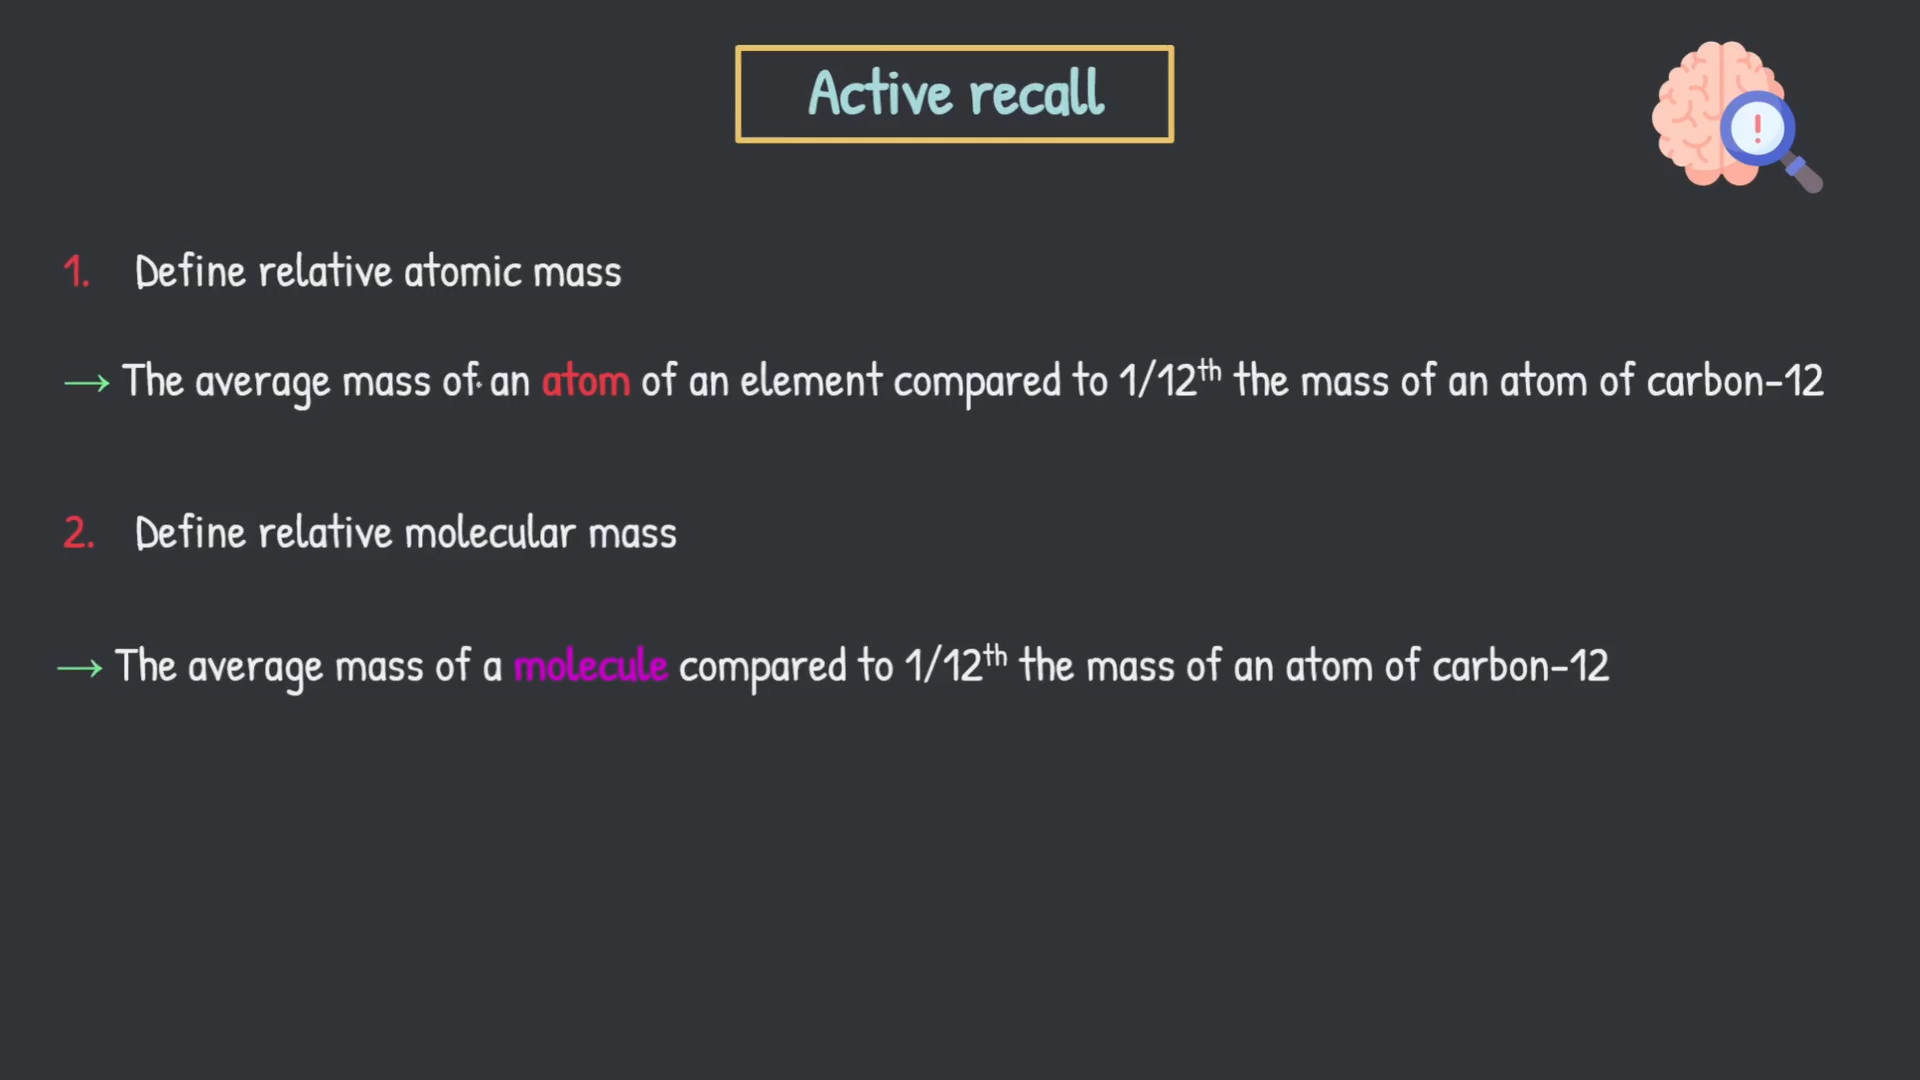 Active recall
1. Define relative atomic mass
→ The average mass of an atom of an element compared to 1/12th the mass of an atom of carbon-12
2. Define relative molecular mass
→ The average mass of a molecule compared to 1/12th the mass of an atom of carbon-12